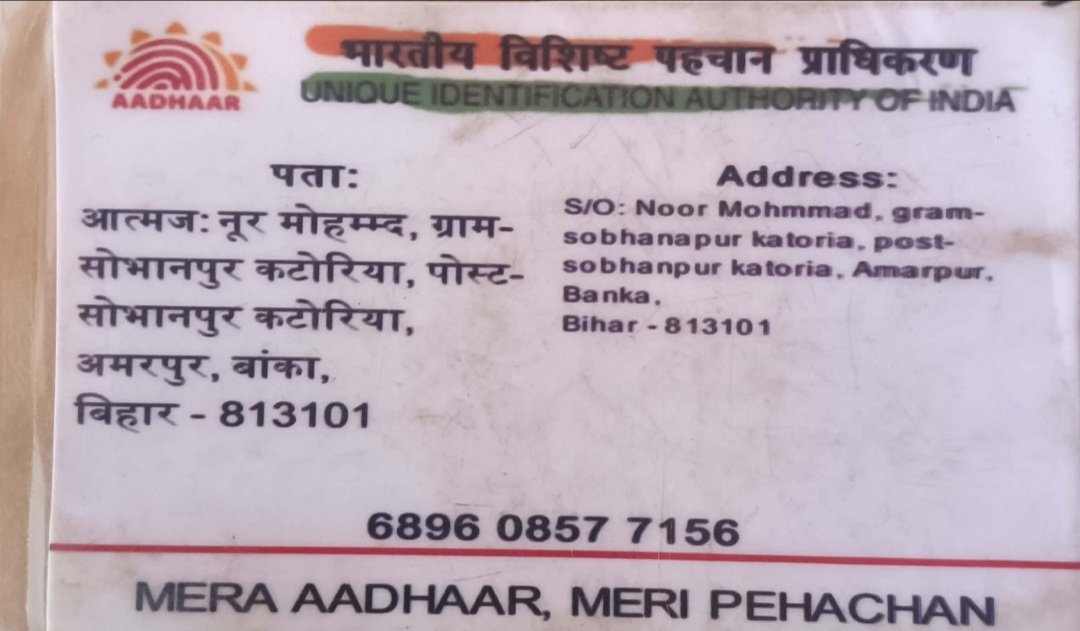 AADHAAR
भारतीय विशिष्ट पहचान प्राधिकरण
UNIQUE IDENTIFICATION AUTHORITY OF INDIA
पता:
आत्मज: नूर मोहम्म्द, ग्राम-
सोभानपुर कटोरिया, पोस्ट-
सोभानपुर कटोरिया,
अमरपुर, बांका,
बिहार - 813101
Address:
S/O: Noor Mohmmad, gram-
sobhanapur katoria, post-
sobhanpur katoria, Amarpur,
Banka,
Bihar - 813101
6896 0857 7156
MERA AADHAAR, MERI PEHACHAN